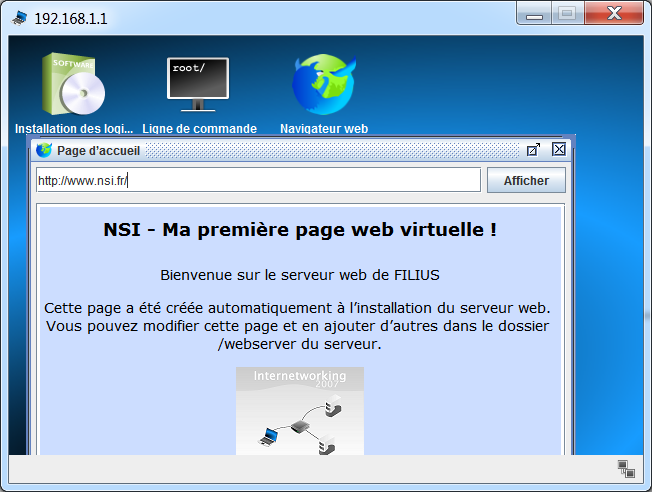 192.168.1.1
SOFTWARE
root/
Installation des logi...
Ligne de commande
Navigateur web
Page d'accueil
http://www.nsi.fr/
Afficher
NSI - Ma première page web virtuelle !
Bienvenue sur le serveur web de FILIUS
Cette page a été créée automatiquement à l'installation du serveur web.
Vous pouvez modifier cette page et en ajouter d'autres dans le dossier
/webserver du serveur.
Internetworking
2007